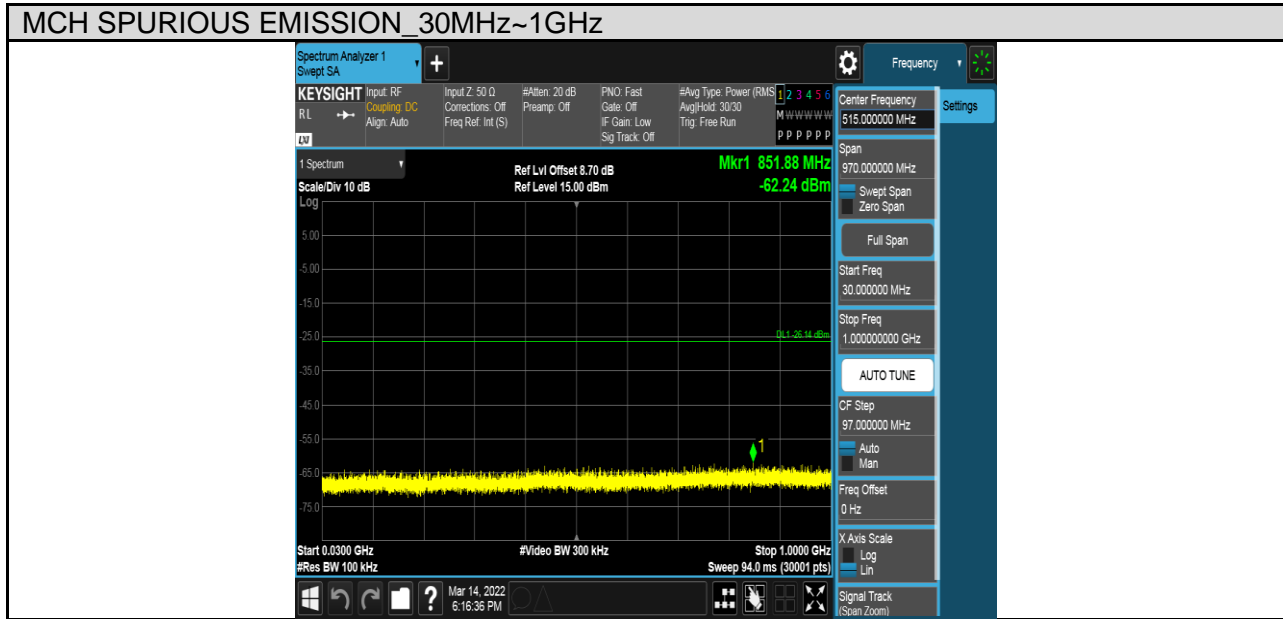 MCH SPURIOUS EMISSION_30MHz~1GHz
Spectrum Analyzer 1
Swept SA
+
Frequency
KEYSIGHT
RL
LXI
Input: RF
Coupling: DC
Align: Auto
Input Z: 50 Ω
Corrections: Off
Freq Ref: Int (S)
#Atten: 20 dB
Preamp: Off
PNO: Fast
Gate: Off
IF Gain: Low
Sig Track: Off
#Avg Type: Power (RMS
Avg|Hold: 30/30
Trig: Free Run
1 2 3 4 5 6
M W W W W W
P P P P P P
Center Frequency
515.000000 MHz
Settings
1 Spectrum
Scale/Div 10 dB
Ref Lvl Offset 8.70 dB
Ref Level 15.00 dBm
Mkr1 851.88 MHz
-62.24 dBm
Log
5.00
-5.00
-15.0
-25.0
-35.0
-45.0
-55.0
-65.0
-75.0
DL1 -26.14 dBm
1
Start 0.0300 GHz
#Res BW 100 kHz
#Video BW 300 kHz
Stop 1.0000 GHz
Sweep 94.0 ms (30001 pts)
Span
970.000000 MHz
Swept Span
Zero Span
Full Span
Start Freq
30.000000 MHz
Stop Freq
1.000000000 GHz
AUTO TUNE
CF Step
97.000000 MHz
Auto
Man
Freq Offset
0 Hz
X Axis Scale
Log
Lin
Signal Track
(Span Zoom)
?
Mar 14, 2022
6:16:36 PM